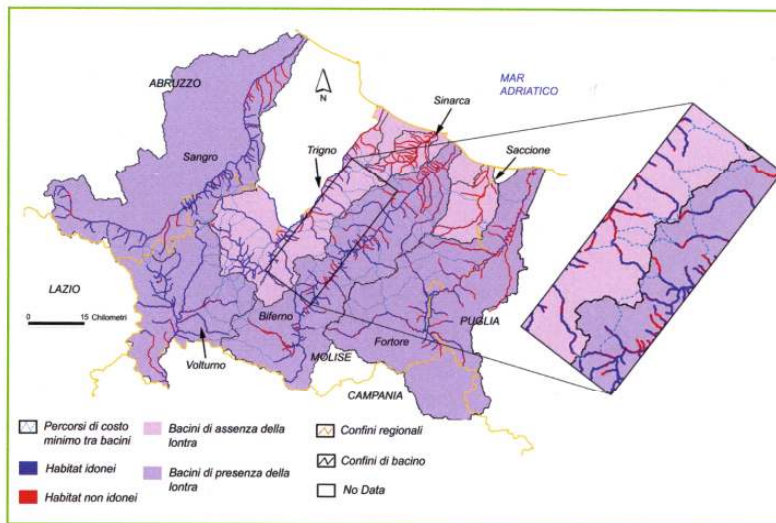 MAR
ADRIATICO
ABRUZZO
N
Sinarca
Sangro
Trigno
Saccione
LAZIO
0 15 Chilometri
Biferno
PUGLIA
Volturno
MOLISE
Fortore
CAMPANIA
Percorsi di costo
minimo tra bacini
Habitat idonei
Habitat non idonei
Bacini di assenza della
lontra
Bacini di presenza della
lontra
Confini regionali
Confini di bacino
No Data